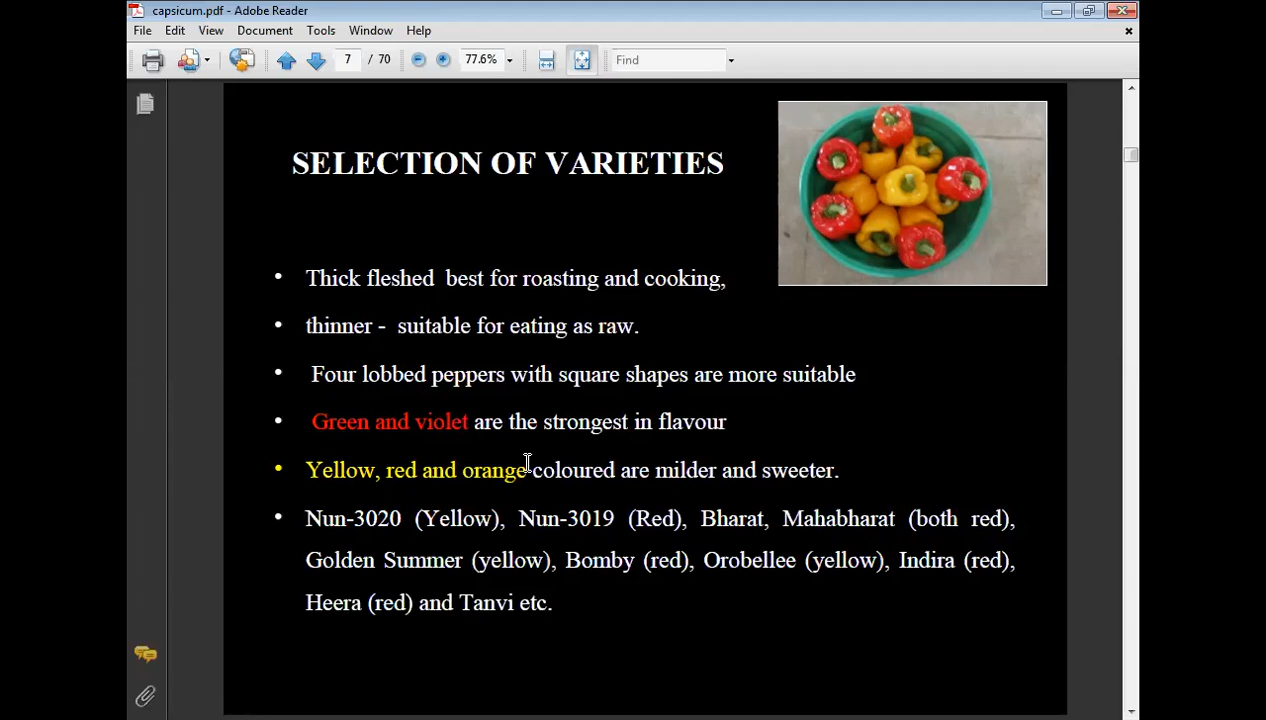 capsicum.pdf - Adobe Reader
File Edit View Document Tools Window Help
7 / 70 77.6% Find
SELECTION OF VARIETIES
• Thick fleshed best for roasting and cooking,
• thinner - suitable for eating as raw.
• Four lobbed peppers with square shapes are more suitable
• Green and violet are the strongest in flavour
• Yellow, red and orange coloured are milder and sweeter.
• Nun-3020 (Yellow), Nun-3019 (Red), Bharat, Mahabharat (both red),
Golden Summer (yellow), Bomby (red), Orobellee (yellow), Indira (red),
Heera (red) and Tanvi etc.